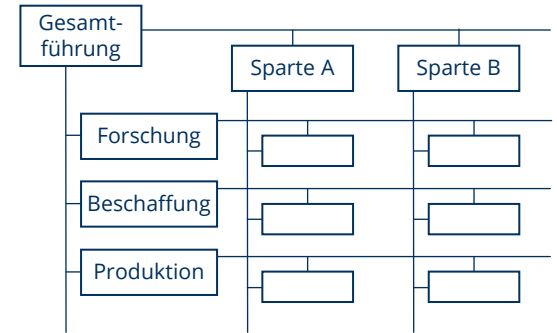 Gesamt-
führung
Sparte A
Sparte B
Forschung
Beschaffung
Produktion